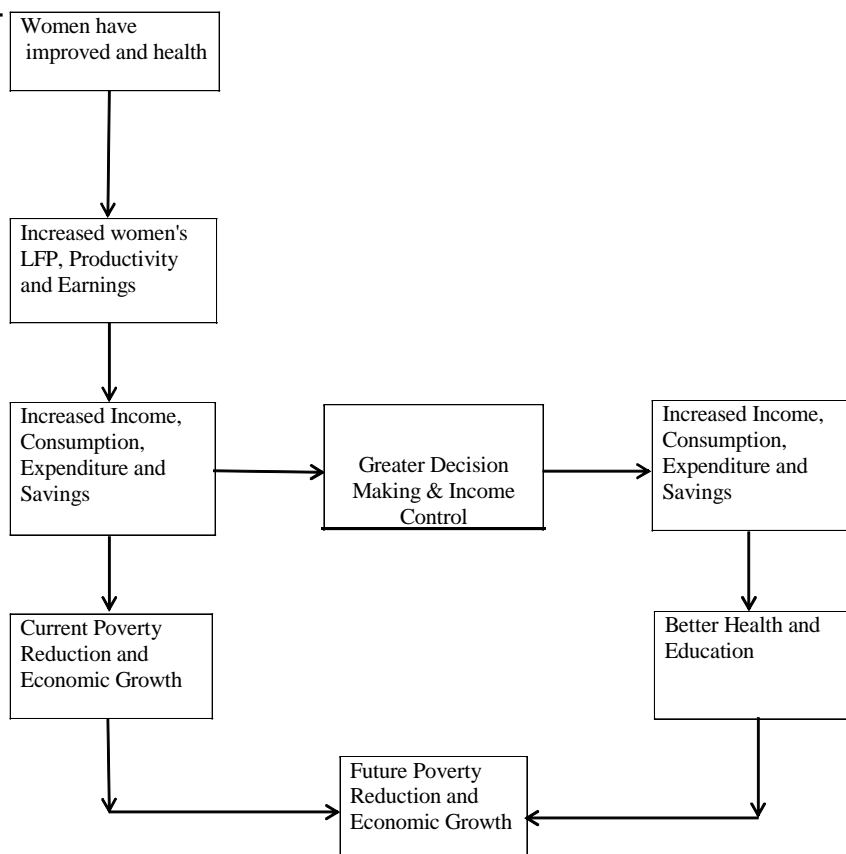 Women have
improved and health
Increased women's
LFP, Productivity
and Earnings
Increased Income,
Consumption,
Expenditure and
Savings
Greater Decision
Making & Income
Control
Increased Income,
Consumption,
Expenditure and
Savings
Current Poverty
Reduction and
Economic Growth
Better Health and
Education
Future Poverty
Reduction and
Economic Growth